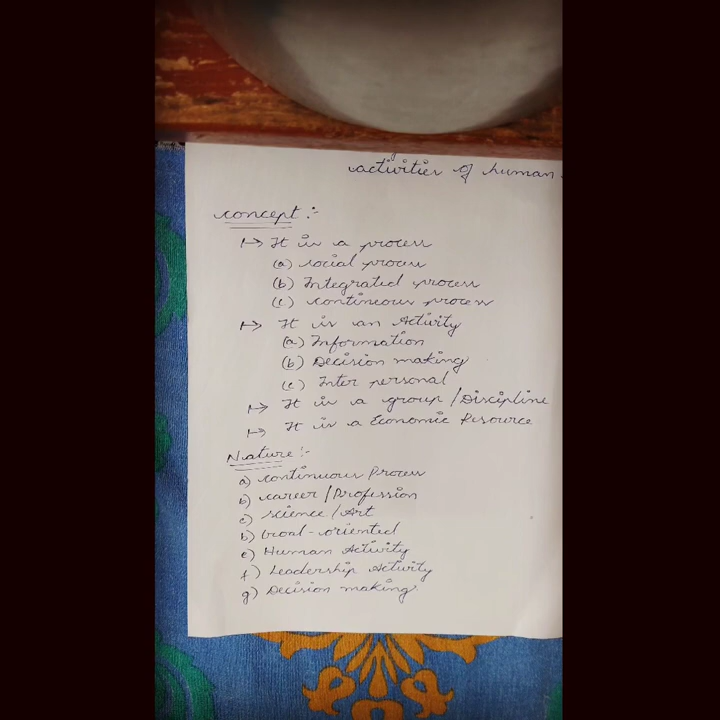 activities of human
concept :-
↦ It is a process
(a) social process
(b) Integrated process
(c) contineous process
↦ It is an Activity
(a) Information
(b) Decision making
(c) Inter personal
↦ It is a group / Discipline
↦ It is a Economic Resource
Nature :-
a) continuous Process
b) career / Profession
c) science / Art
b) Goal-oriented
e) Human Activity
f) Leadership Activity
g) Decision making